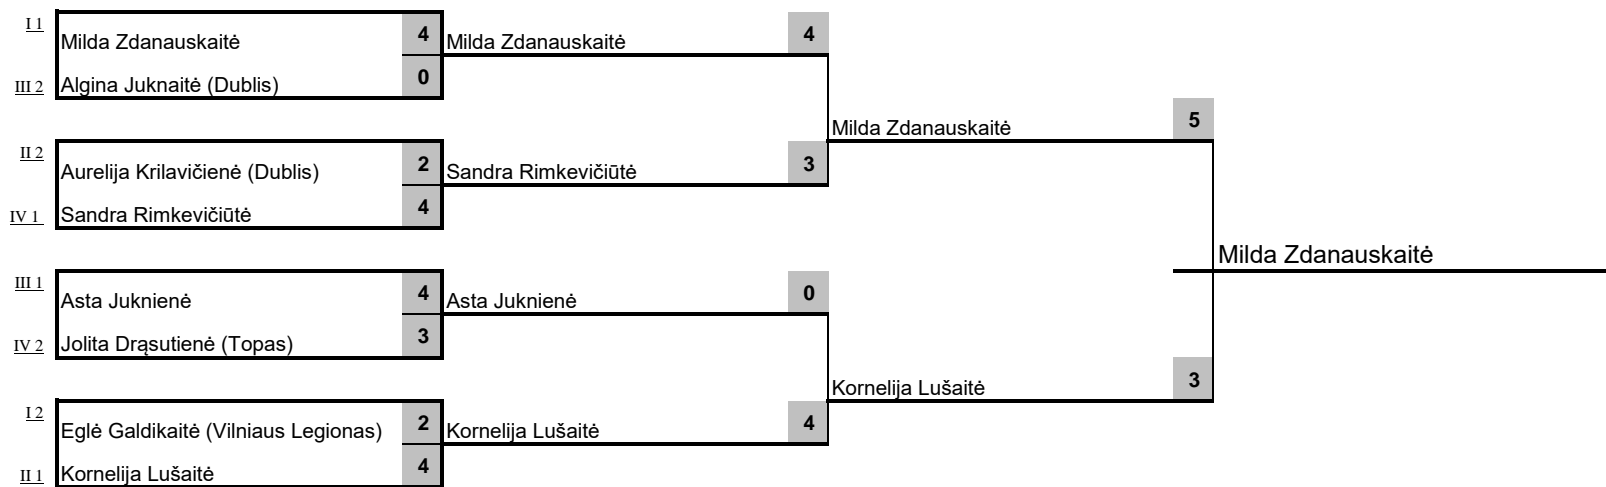 I 1 Milda Zdanauskaitė 4 Milda Zdanauskaitė 4
III 2 Algina Juknaitė (Dublis) 0
Milda Zdanauskaitė 5
II 2 Aurelija Krilavičienė (Dublis) 2 Sandra Rimkevičiūtė 3
IV 1 Sandra Rimkevičiūtė 4
Milda Zdanauskaitė
III 1 Asta Juknienė 4 Asta Juknienė 0
IV 2 Jolita Drąsutienė (Topas) 3
Kornelija Lušaitė 3
I 2 Eglė Galdikaitė (Vilniaus Legionas) 2 Kornelija Lušaitė 4
II 1 Kornelija Lušaitė 4